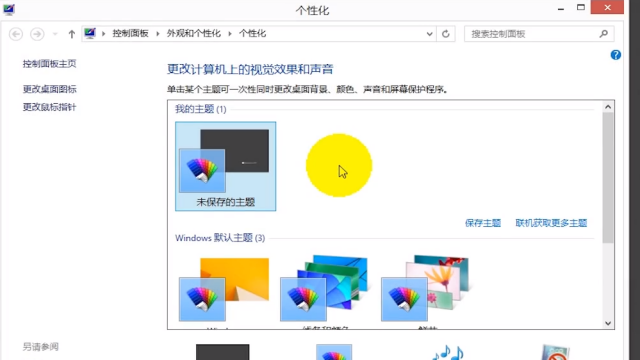 个性化
控制面板 外观和个性化 个性化
搜索控制面板
控制面板主页
更改桌面图标
更改鼠标指针
更改计算机上的视觉效果和声音
单击某个主题可一次性同时更改桌面背景、颜色、声音和屏幕保护程序。
我的主题 (1)
未保存的主题
保存主题 联机获取更多主题
Windows 默认主题 (3)
另请参阅